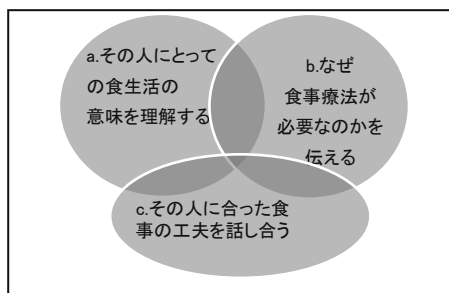 a.その人にとって
の食生活の
意味を理解する
b.なぜ
食事療法が
必要なのかを
伝える
c.その人に合った食
事の工夫を話し合う